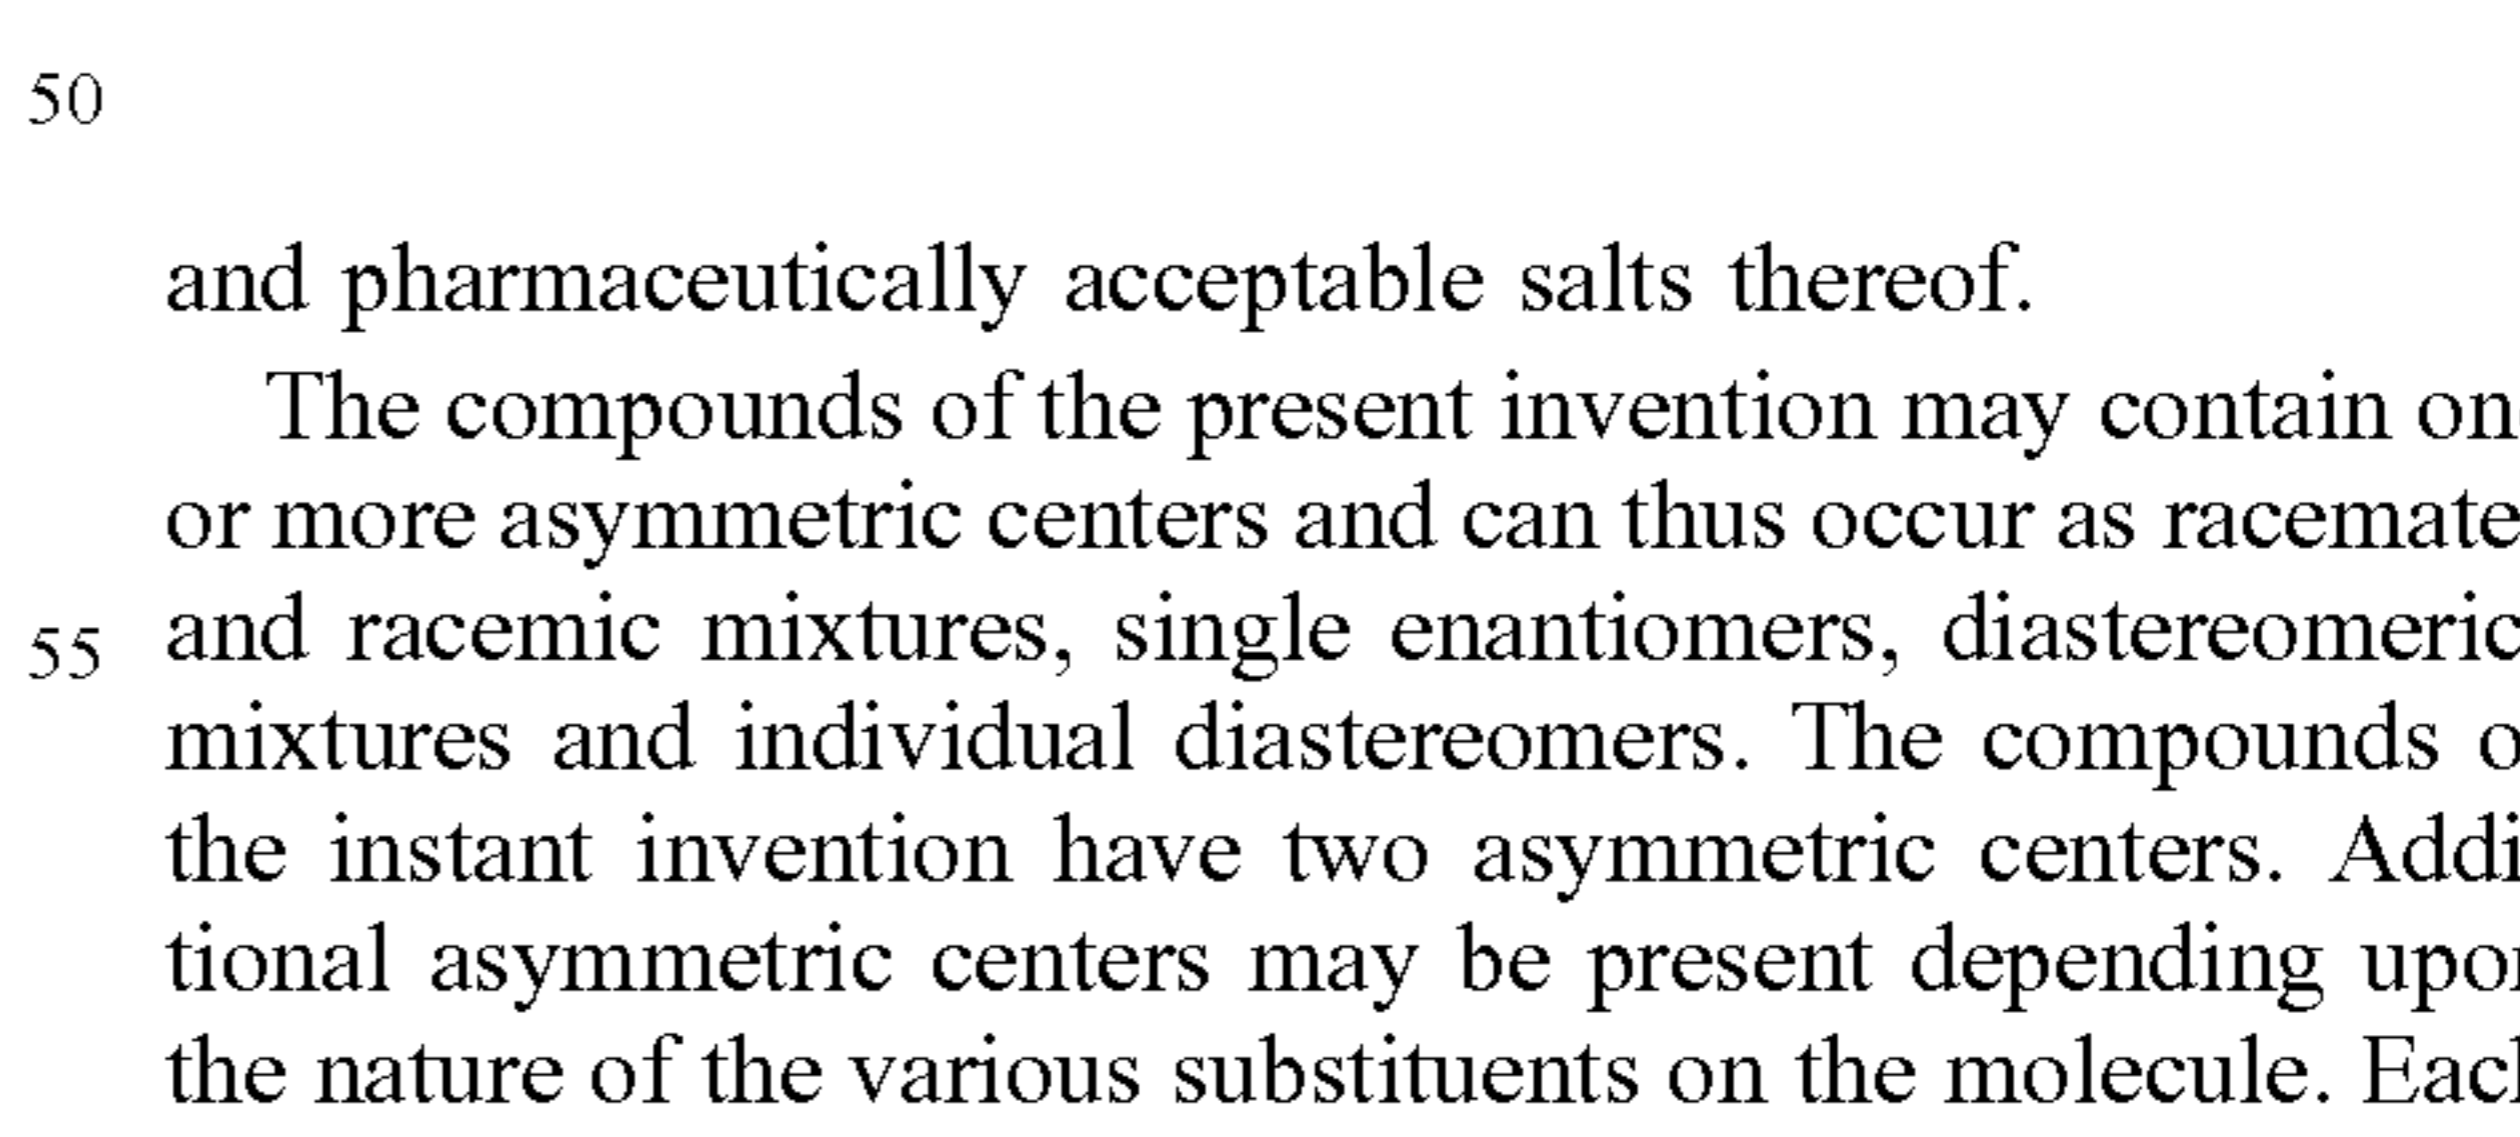 50
and pharmaceutically acceptable salts thereof.
The compounds of the present invention may contain on
or more asymmetric centers and can thus occur as racemate
55 and racemic mixtures, single enantiomers, diastereomeric
mixtures and individual diastereomers. The compounds o
the instant invention have two asymmetric centers. Addi
tional asymmetric centers may be present depending upon
the nature of the various substituents on the molecule. Each